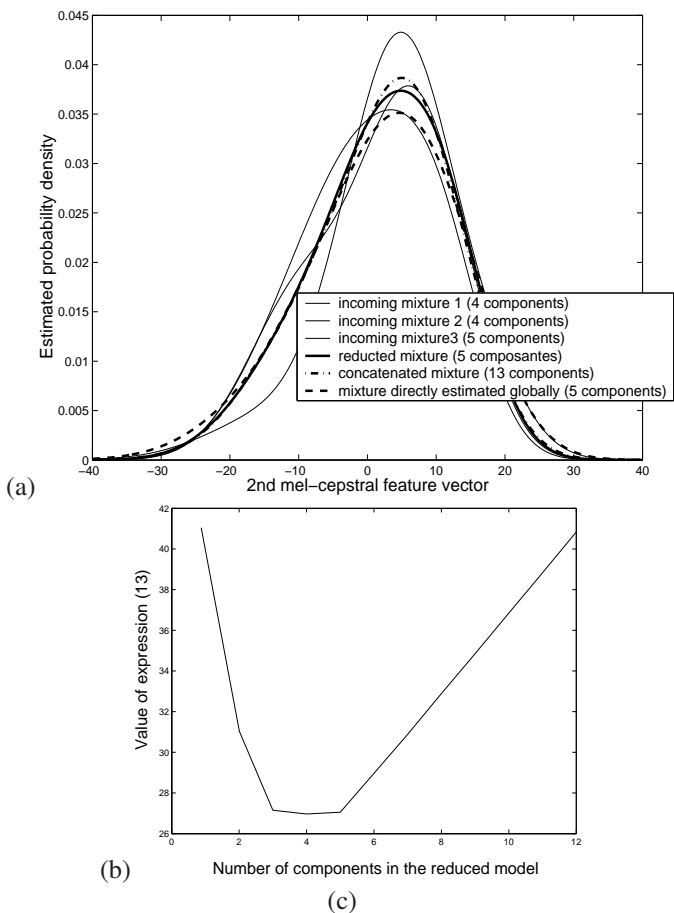 0.045
0.04
0.035
0.03
0.025
0.02
0.015
0.01
0.005
0
Estimated probability density
incoming mixture 1 (4 components)
incoming mixture 2 (4 components)
incoming mixture3 (5 components)
reducted mixture (5 composantes)
concatenated mixture (13 components)
mixture directly estimated globally (5 components)
−40 −30 −20 −10 0 10 20 30 40
2nd mel−cepstral feature vector
(a)
42
40
38
36
34
32
30
28
26
Value of expression (13)
0 2 4 6 8 10 12
Number of components in the reduced model
(b)
(c)